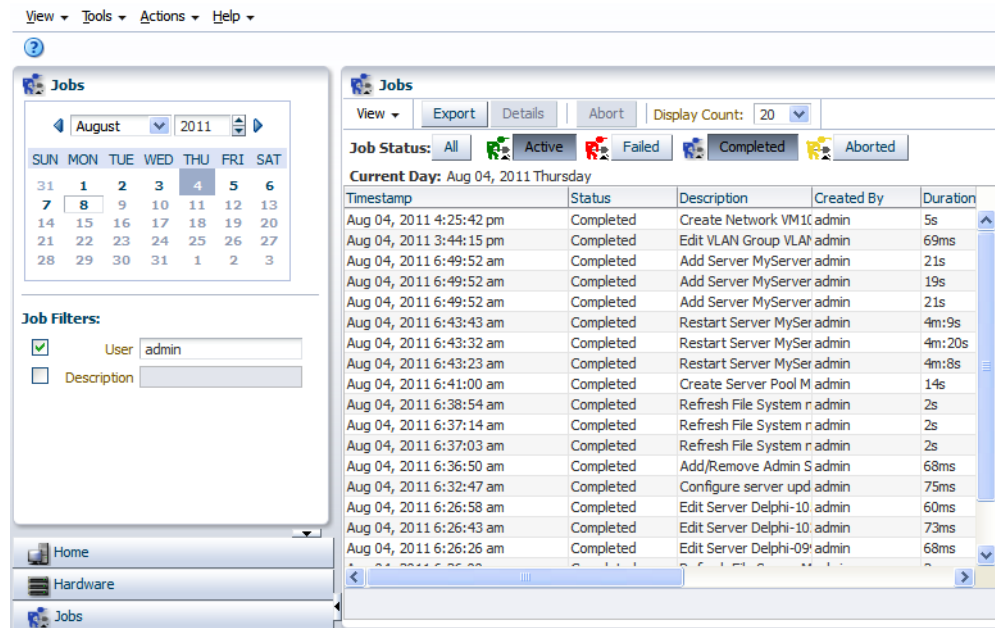 View Tools Actions Help
?
Jobs
August 2011
SUN MON TUE WED THU FRI SAT
31 1 2 3 4 5 6
7 8 9 10 11 12 13
14 15 16 17 18 19 20
21 22 23 24 25 26 27
28 29 30 31 1 2 3
Job Filters:
User admin
Description
Home
Hardware
Jobs
Jobs
View Export Details Abort Display Count: 20
Job Status: All Active Failed Completed Aborted
Current Day: Aug 04, 2011 Thursday
Timestamp Status Description Created By Duration
Aug 04, 2011 4:25:42 pm Completed Create Network admin 5s
Aug 04, 2011 3:44:15 pm Completed Edit VLAN Group admin 69ms
Aug 04, 2011 6:49:52 am Completed Add Server MyServer admin 21s
Aug 04, 2011 6:49:52 am Completed Add Server MyServer admin 19s
Aug 04, 2011 6:49:52 am Completed Add Server MyServer admin 21s
Aug 04, 2011 6:43:43 am Completed Restart Server MySer admin 4m:9s
Aug 04, 2011 6:43:32 am Completed Restart Server MySer admin 4m:20s
Aug 04, 2011 6:43:23 am Completed Restart Server MySer admin 4m:8s
Aug 04, 2011 6:41:00 am Completed Create Server Pool M admin 14s
Aug 04, 2011 6:38:54 am Completed Refresh File System admin 2s
Aug 04, 2011 6:37:14 am Completed Refresh File System admin 2s
Aug 04, 2011 6:37:03 am Completed Refresh File System admin 2s
Aug 04, 2011 6:36:50 am Completed Add/Remove Admin S admin 68ms
Aug 04, 2011 6:32:47 am Completed Configure server upd admin 75ms
Aug 04, 2011 6:26:58 am Completed Edit Server Delphi-10 admin 60ms
Aug 04, 2011 6:26:43 am Completed Edit Server Delphi-10 admin 73ms
Aug 04, 2011 6:26:26 am Completed Edit Server Delphi-09 admin 68ms